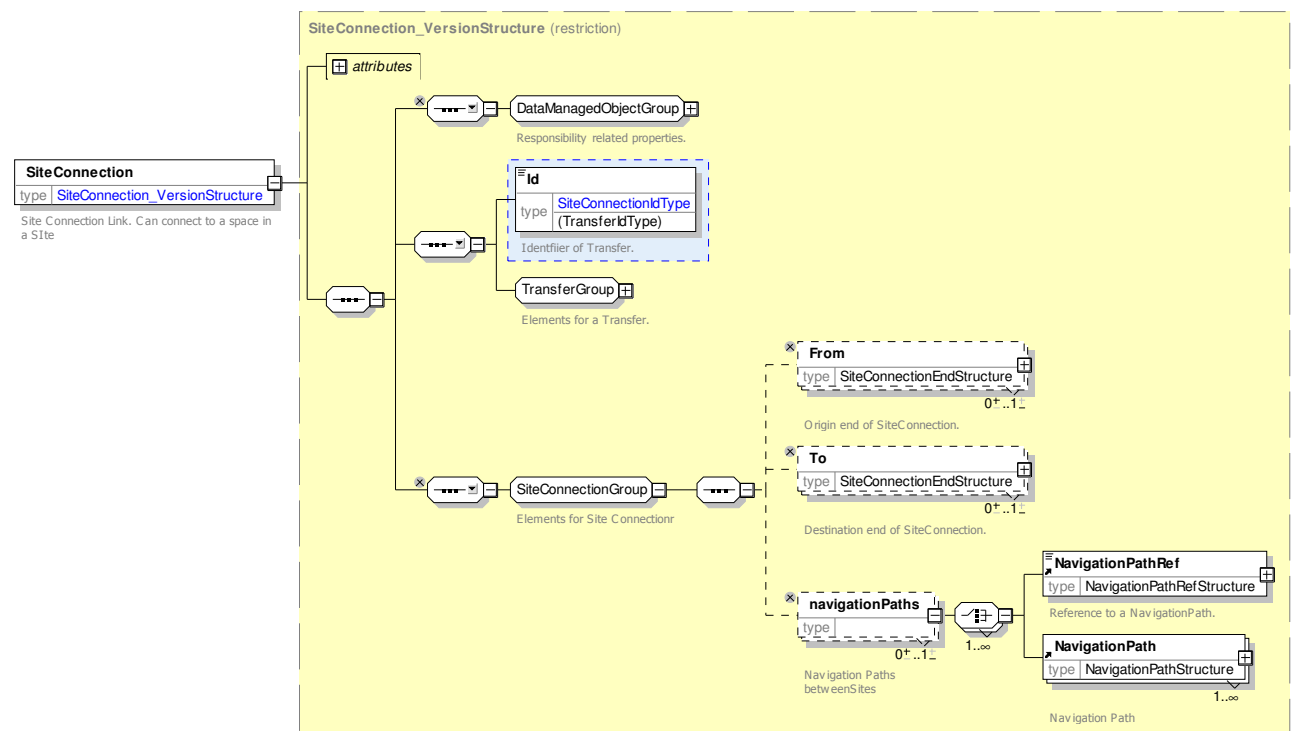 SiteConnection_VersionStructure (restriction)
attributes
DataManagedObjectGroup
Responsibility related properties.
SiteConnection
type SiteConnection_VersionStructure
Site Connection Link. Can connect to a space in
a SIte
Id
type SiteConnectionIdType
(TransferIdType)
Identfiier of Transfer.
TransferGroup
Elements for a Transfer.
From
type SiteConnectionEndStructure
0±..1±
Origin end of SiteConnection.
To
type SiteConnectionEndStructure
0±..1±
Destination end of SiteConnection.
SiteConnectionGroup
Elements for Site Connectionr
navigationPaths
type
0±..1±
Navigation Paths
betweenSites
1..∞
NavigationPathRef
type NavigationPathRefStructure
Reference to a NavigationPath.
NavigationPath
type NavigationPathStructure
1..∞
Navigation Path